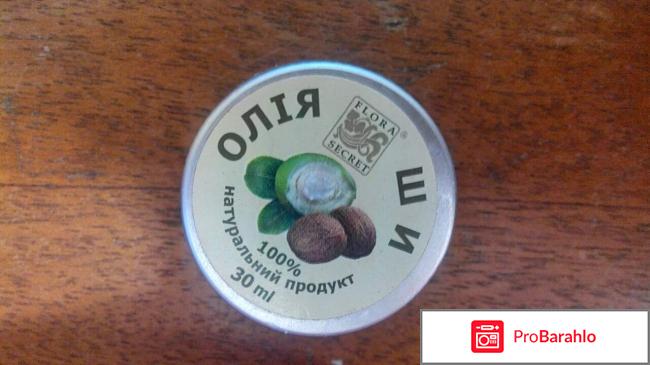 ОЛІЯ ШИ
FLORA
SECRET
®
100%
натуральний продукт
30 ml
ProBarahlo